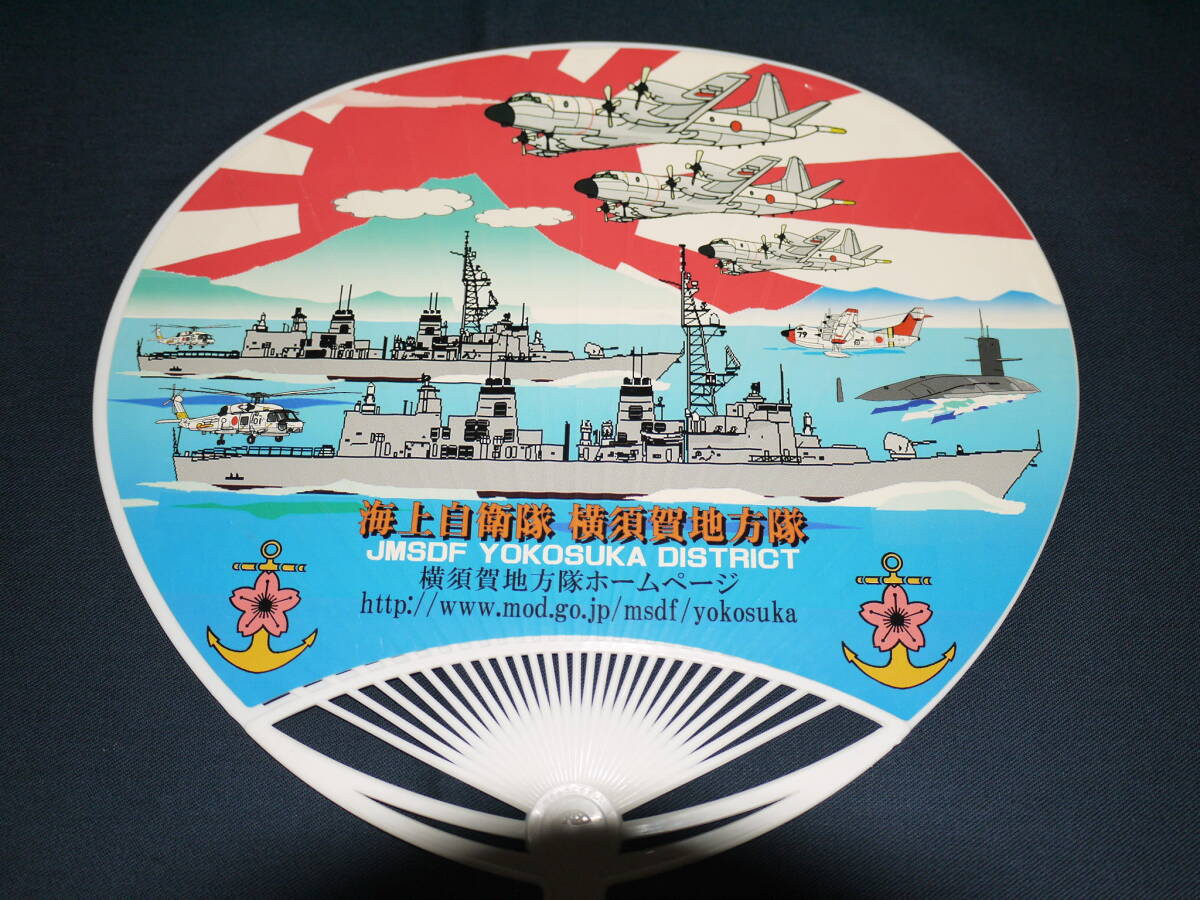 海上自衛隊 横須賀地方隊
JMSDF YOKOSUKA DISTRICT
横須賀地方隊ホームページ
http://www.mod.go.jp/msdf/yokosuka